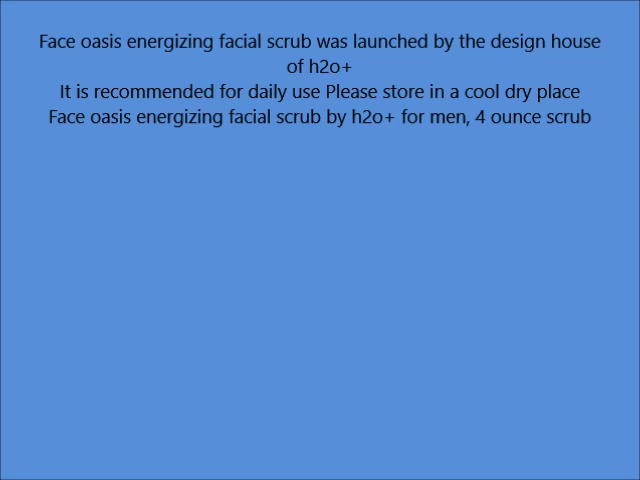 Face oasis energizing facial scrub was launched by the design house
of h2o+
It is recommended for daily use Please store in a cool dry place
Face oasis energizing facial scrub by h2o+ for men, 4 ounce scrub